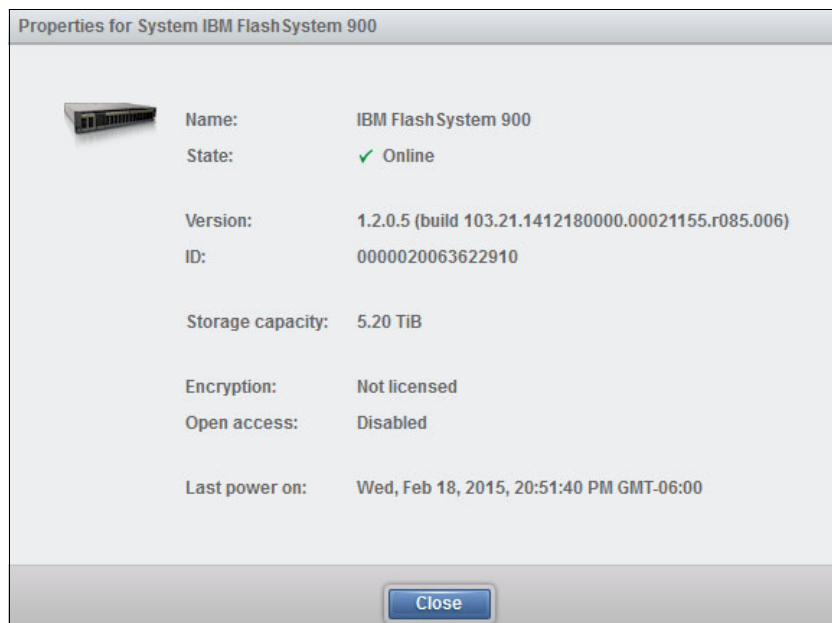 Properties for System IBM FlashSystem 900
Name: IBM FlashSystem 900
State: ✓ Online
Version: 1.2.0.5 (build 103.21.1412180000.00021155.r085.006)
ID: 0000020063622910
Storage capacity: 5.20 TiB
Encryption: Not licensed
Open access: Disabled
Last power on: Wed, Feb 18, 2015, 20:51:40 PM GMT-06:00
Close